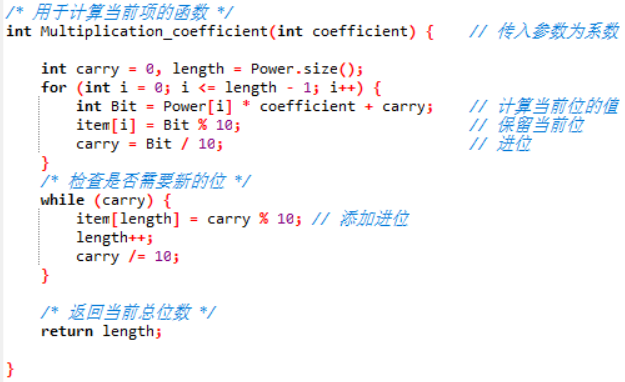 /* 用于计算当前项的函数 */
int Multiplication_coefficient(int coefficient) {    // 传入参数为系数
    int carry = 0, length = Power.size();
    for (int i = 0; i <= length - 1; i++) {
        int Bit = Power[i] * coefficient + carry;    // 计算当前位的值
        item[i] = Bit % 10;    // 保留当前位
        carry = Bit / 10;    // 进位
    }
    /* 检查是否需要新的位 */
    while (carry) {
        item[length] = carry % 10; // 添加进位
        length++;
        carry /= 10;
    }
    /* 返回当前总位数 */
    return length;
}